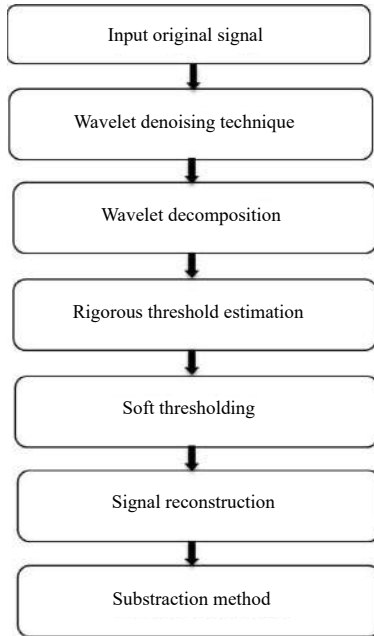 Input original signal
Wavelet denoising technique
Wavelet decomposition
Rigorous threshold estimation
Soft thresholding
Signal reconstruction
Substraction method